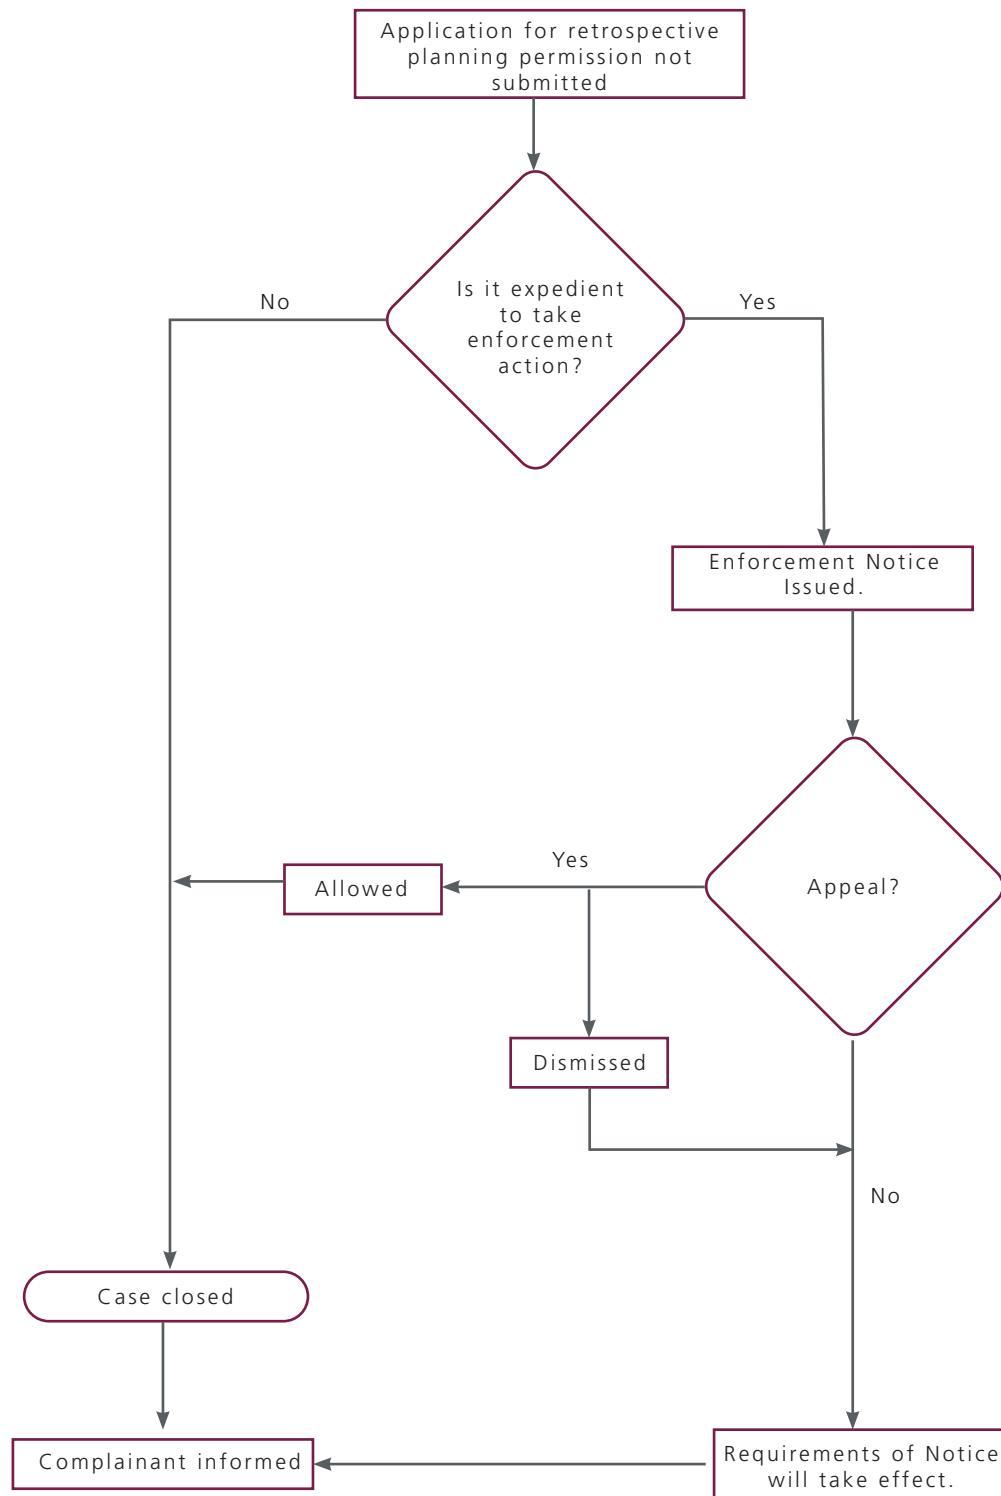 Application for retrospective
planning permission not
submitted
Is it expedient
to take
enforcement
action?
No
Yes
Enforcement Notice
Issued.
Appeal?
Yes
Allowed
Dismissed
No
Case closed
Complainant informed
Requirements of Notice
will take effect.